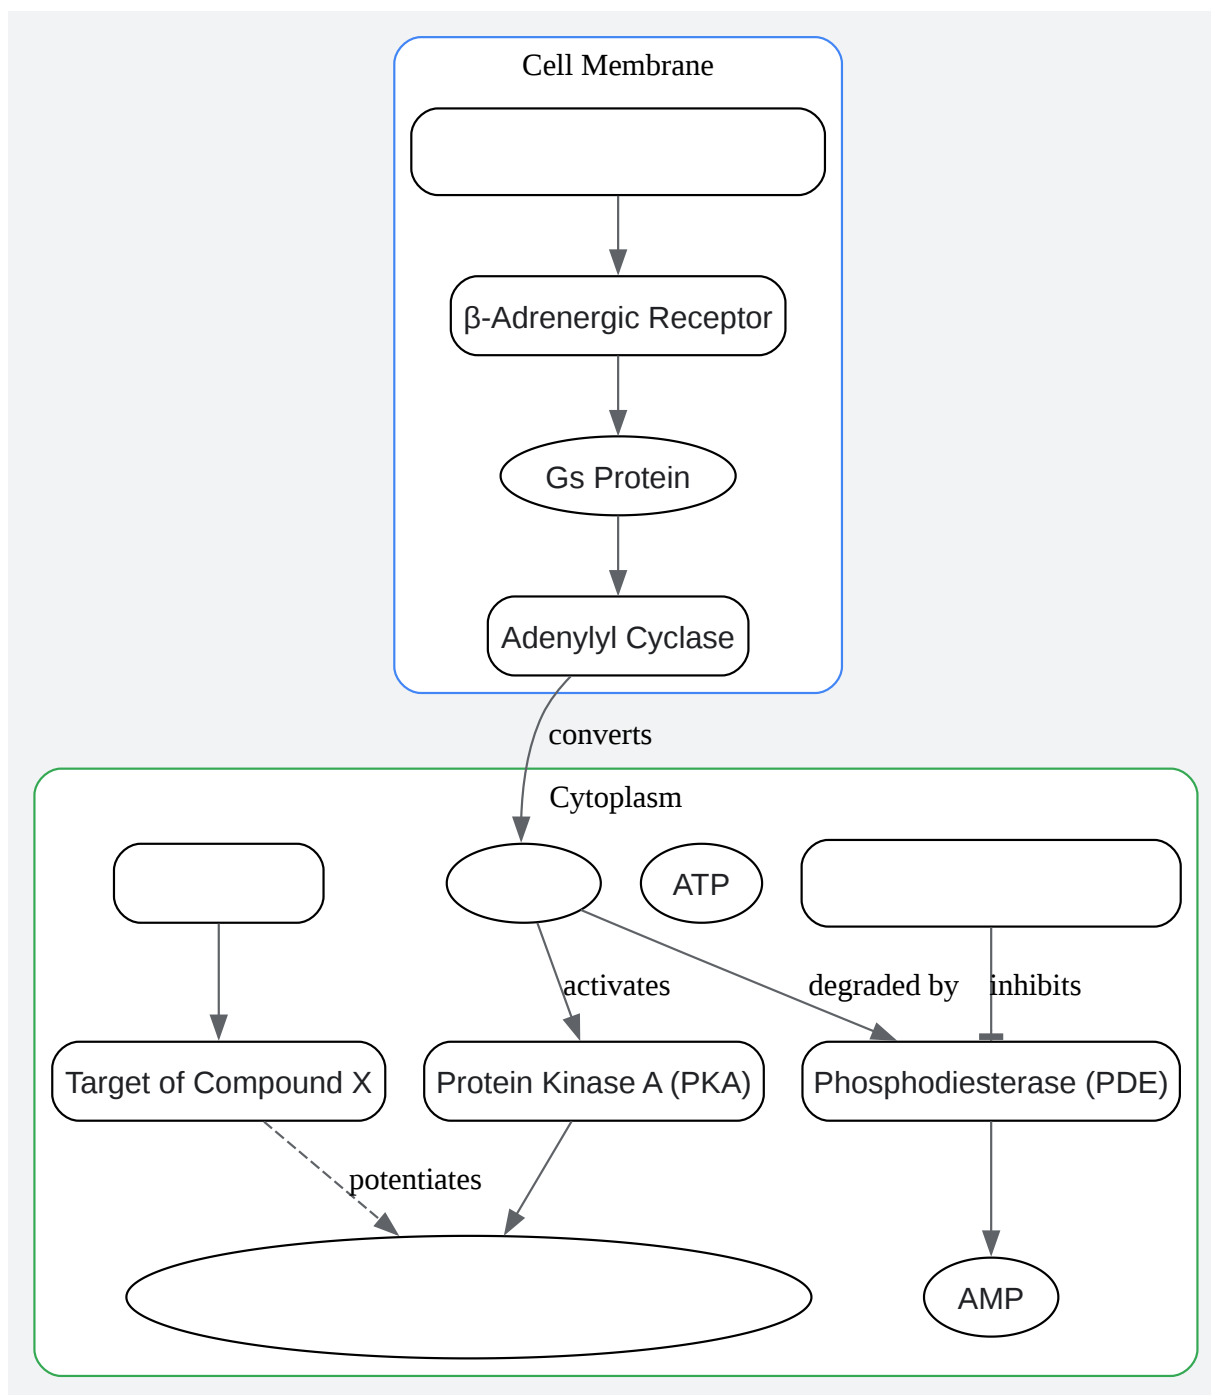 Cell Membrane
β-Adrenergic Receptor
Gs Protein
Adenylyl Cyclase
converts
Cytoplasm
ATP
activates
degraded by
inhibits
Target of Compound X
Protein Kinase A (PKA)
Phosphodiesterase (PDE)
potentiates
AMP